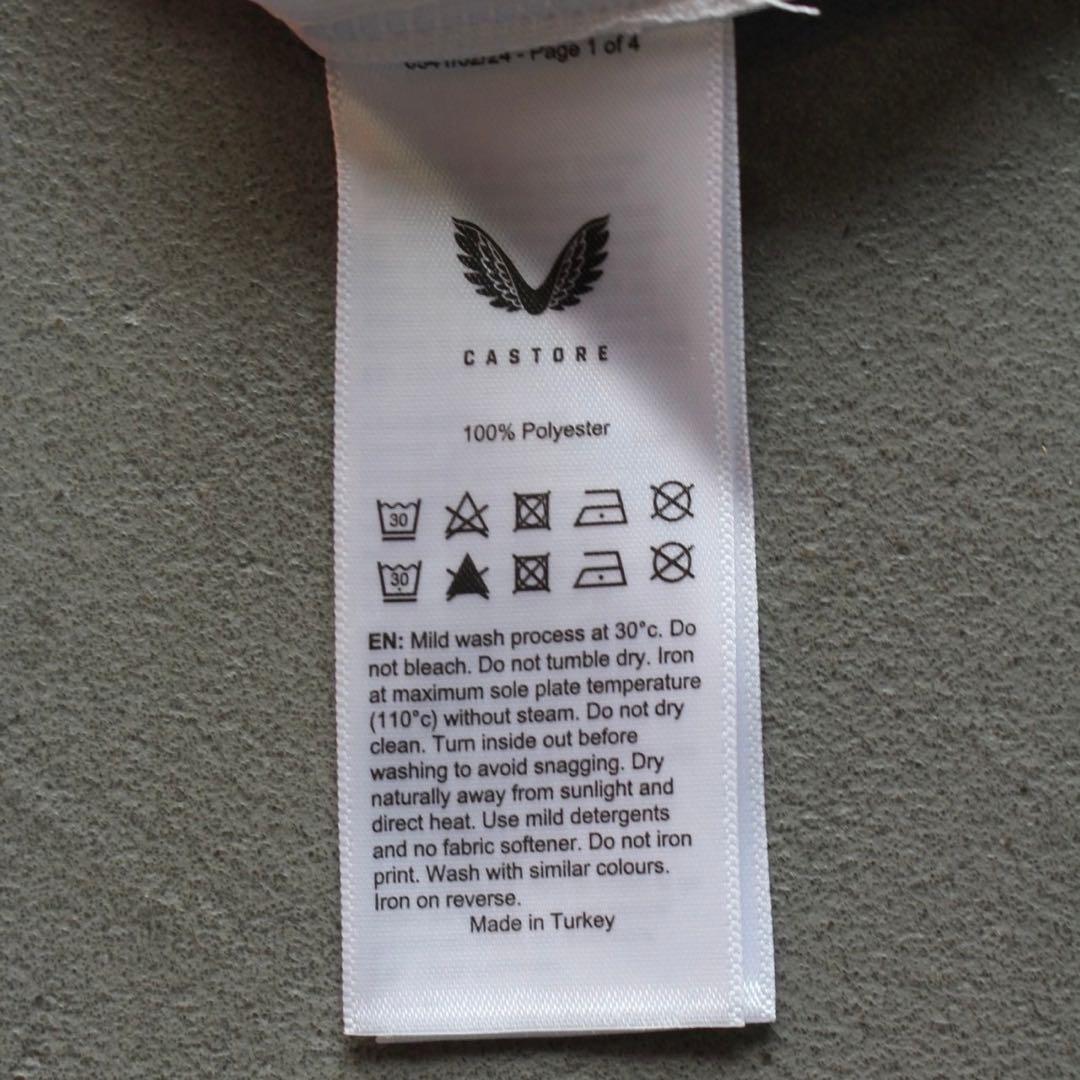 - Page 1 of 4
CASTORE
100% Polyester
30
30
EN: Mild wash process at 30°c. Do
not bleach. Do not tumble dry. Iron
at maximum sole plate temperature
(110°c) without steam. Do not dry
clean. Turn inside out before
washing to avoid snagging. Dry
naturally away from sunlight and
direct heat. Use mild detergents
and no fabric softener. Do not iron
print. Wash with similar colours.
Iron on reverse.
Made in Turkey